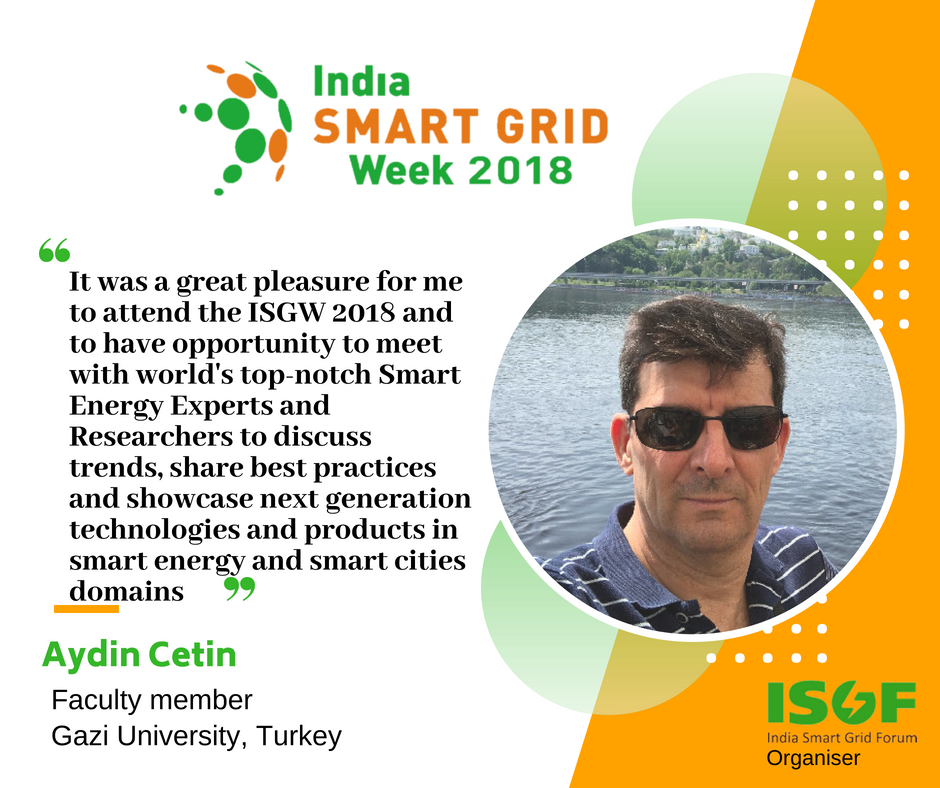 India
SMART GRID
Week 2018
“
It was a great pleasure for me
to attend the ISGW 2018 and
to have opportunity to meet
with world's top-notch Smart
Energy Experts and
Researchers to discuss
trends, share best practices
and showcase next generation
technologies and products in
smart energy and smart cities
domains ”
Aydin Cetin
Faculty member
Gazi University, Turkey
ISGF
India Smart Grid Forum
Organiser